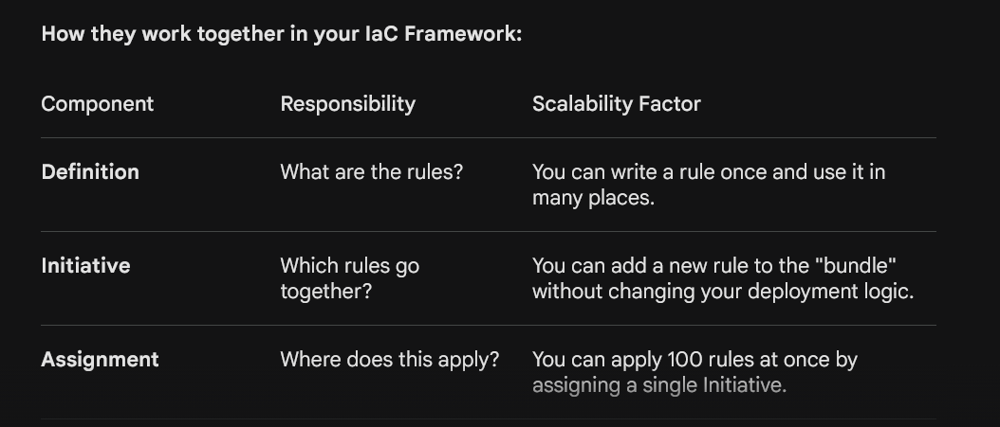 How they work together in your IaC Framework:
Component Responsibility Scalability Factor
Definition What are the rules? You can write a rule once and use it in
many places.
Initiative Which rules go You can add a new rule to the "bundle"
together? without changing your deployment logic.
Assignment Where does this apply? You can apply 100 rules at once by
assigning a single Initiative.